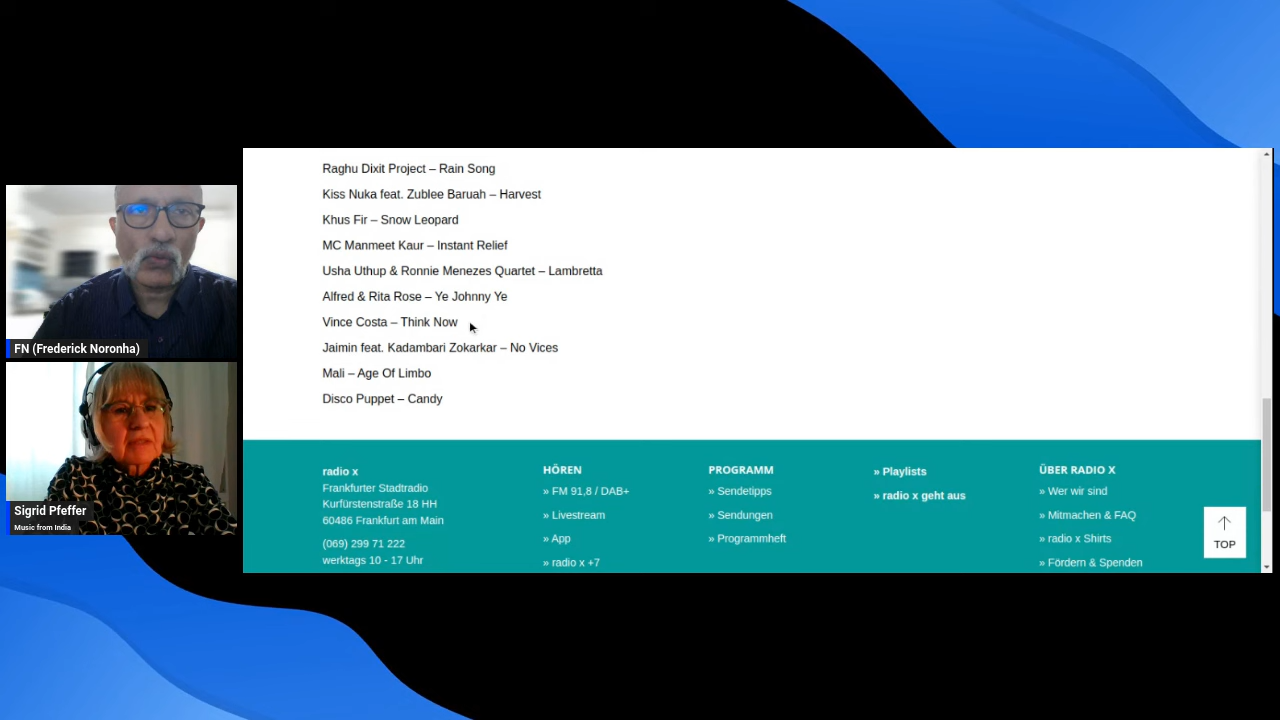 FN (Frederick Noronha)
Sigrid Pfeffer
Music from India
Raghu Dixit Project – Rain Song
Kiss Nuka feat. Zublee Baruah – Harvest
Khus Fir – Snow Leopard
MC Manmeet Kaur – Instant Relief
Usha Uthup & Ronnie Menezes Quartet – Lambretta
Alfred & Rita Rose – Ye Johnny Ye
Vince Costa – Think Now
Jaimin feat. Kadambari Zokarkar – No Vices
Mali – Age Of Limbo
Disco Puppet – Candy
radio x
Frankfurter Stadtradio
Kurfürstenstraße 18 HH
60486 Frankfurt am Main
(069) 299 71 222
werktags 10 - 17 Uhr
HÖREN
» FM 91,8 / DAB+
» Livestream
» App
» radio x +7
PROGRAMM
» Sendetipps
» Sendungen
» Programmheft
» Playlists
» radio x geht aus
ÜBER RADIO X
» Wer wir sind
» Mitmachen & FAQ
» radio x Shirts
» Fördern & Spenden
TOP